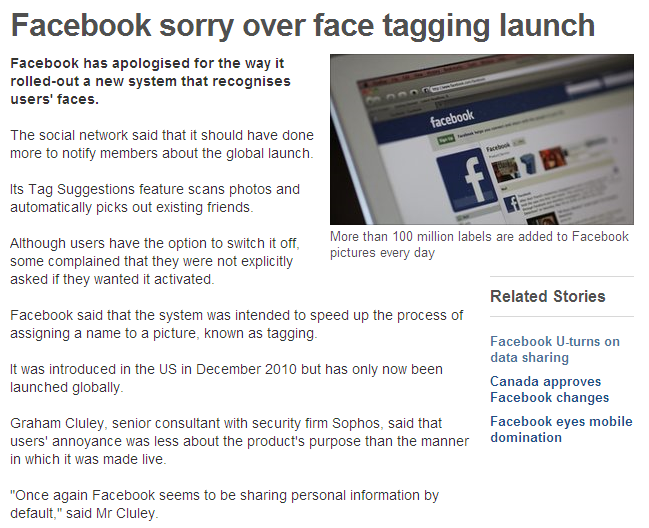 Facebook sorry over face tagging launch
Facebook has apologised for the way it
rolled-out a new system that recognises
users' faces.
The social network said that it should have done
more to notify members about the global launch.
Its Tag Suggestions feature scans photos and
automatically picks out existing friends.
Although users have the option to switch it off,
some complained that they were not explicitly
asked if they wanted it activated.
Facebook said that the system was intended to speed up the process of
assigning a name to a picture, known as tagging.
It was introduced in the US in December 2010 but has only now been
launched globally.
Graham Cluley, senior consultant with security firm Sophos, said that
users' annoyance was less about the product's purpose than the manner
in which it was made live.
"Once again Facebook seems to be sharing personal information by
default," said Mr Cluley.
facebook
Facebook
More than 100 million labels are added to Facebook
pictures every day
Related Stories
Facebook U-turns on
data sharing
Canada approves
Facebook changes
Facebook eyes mobile
domination